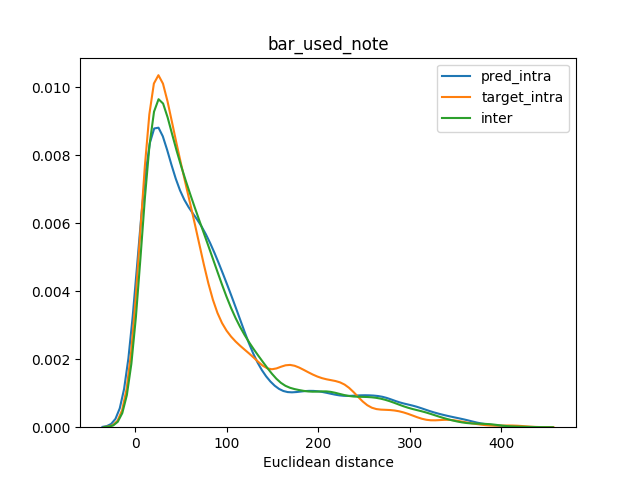 bar_used_note
pred_intra
target_intra
inter
0.010
0.008
0.006
0.004
0.002
0.000
0 100 200 300 400
Euclidean distance